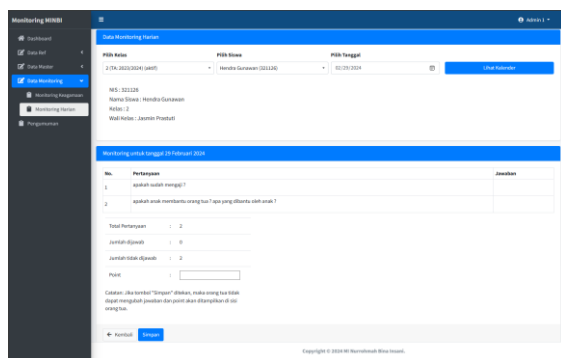 Monitoring MINBI
Admin 1
Dashboard
Data Ref
Data Master
Data Monitoring
Monitoring Keagamaan
Monitoring Harian
Pengumuman
Data Monitoring Harian
Pilih Kelas Pilih Siswa Pilih Tanggal
2 (TA: 2023/2024) (aktif) Hendra Gunawan (321126) 02/29/2024 Lihat Kalander
NIS : 321126
Nama Siswa : Hendra Gunawan
Kelas : 2
Wali Kelas : Jasmin Prastuti
Monitoring untuk tanggal 29 Februari 2024
No. Pertanyaan Jawaban
1 apakah sudah mengaji ?
2 apakah anak membantu orang tua ? apa yang dibantu oleh anak ?
Total Pertanyaan : 2
Jumlah dijawab : 0
Jumlah tidak dijawab : 2
Point :
Catatan: Jika tombol "Simpan" ditekan, maka orang tua tidak
dapat mengubah jawaban dan point akan ditampilkan di sisi
orang tua.
← Kembali Simpan
Copyright © 2024 MI Nurrohmah Bina Insani.